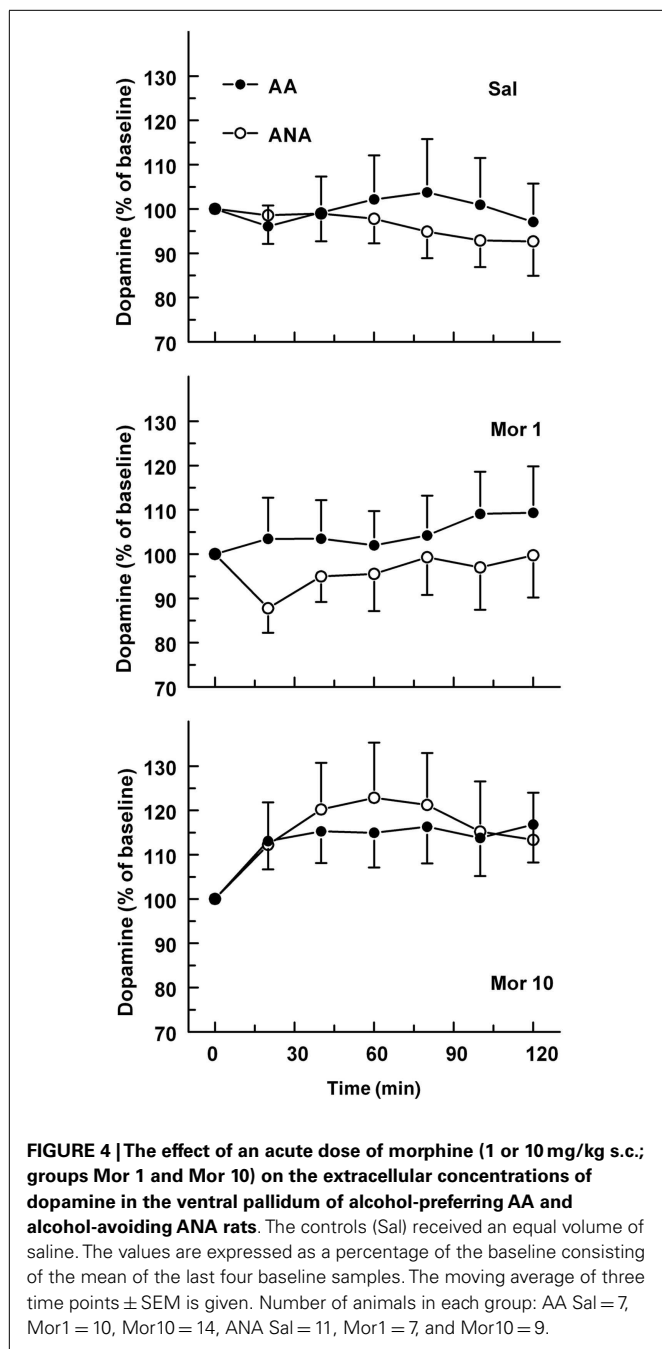 130
120
110
100
90
80
70
Dopamine (% of baseline)
AA
ANA
Sal
130
120
110
100
90
80
70
Dopamine (% of baseline)
Mor 1
130
120
110
100
90
80
70
Dopamine (% of baseline)
Mor 10
0 30 60 90 120
Time (min)
FIGURE 4 | The effect of an acute dose of morphine (1 or 10 mg/kg s.c.;
groups Mor 1 and Mor 10) on the extracellular concentrations of
dopamine in the ventral pallidum of alcohol-preferring AA and
alcohol-avoiding ANA rats. The controls (Sal) received an equal volume of
saline. The values are expressed as a percentage of the baseline consisting
of the mean of the last four baseline samples. The moving average of three
time points ± SEM is given. Number of animals in each group: AA Sal = 7,
Mor1 = 10, Mor10 = 14, ANA Sal = 11, Mor1 = 7, and Mor10 = 9.